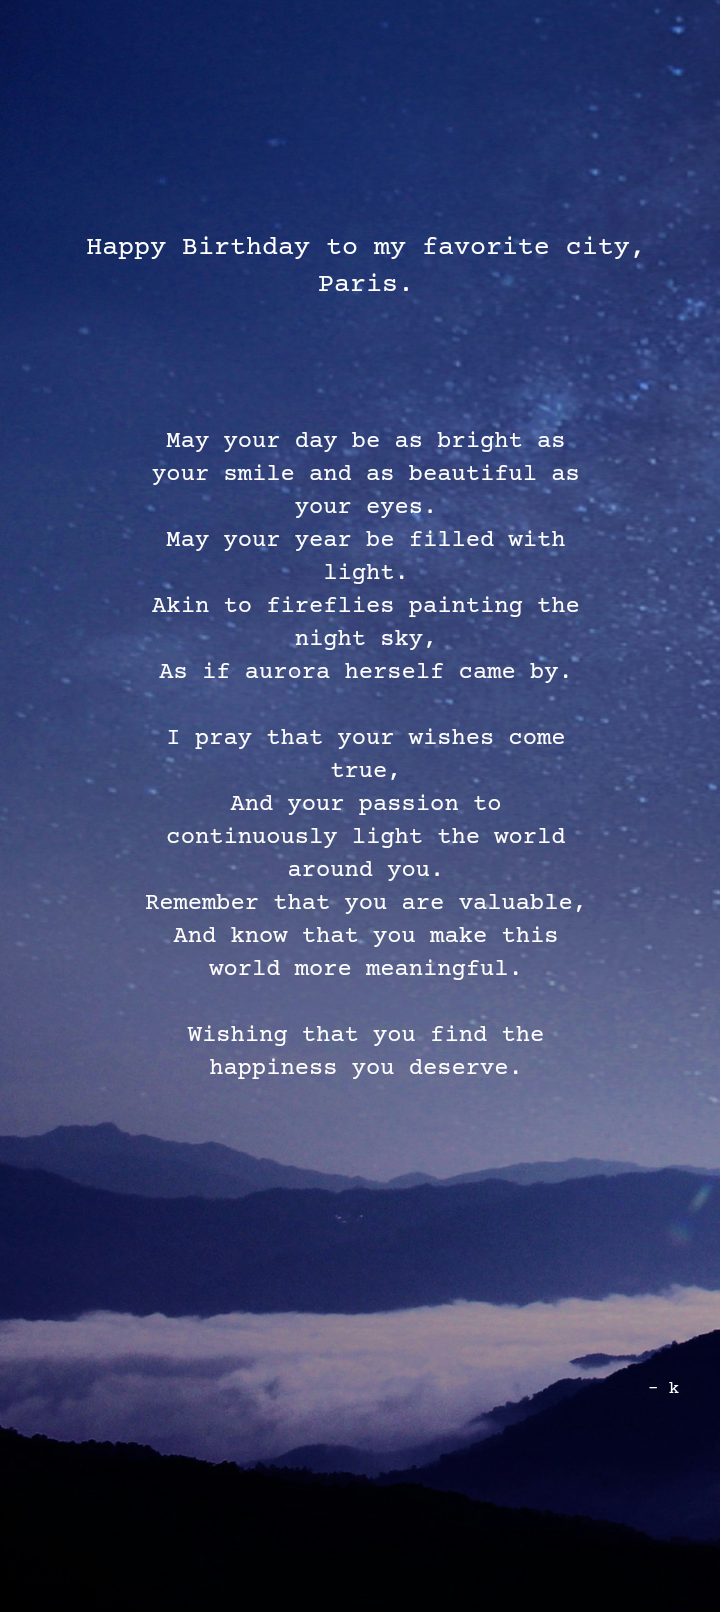 Happy Birthday to my favorite city,
Paris.
May your day be as bright as
your smile and as beautiful as
your eyes.
May your year be filled with
light.
Akin to fireflies painting the
night sky,
As if aurora herself came by.
I pray that your wishes come
true,
And your passion to
continuously light the world
around you.
Remember that you are valuable,
And know that you make this
world more meaningful.
Wishing that you find the
happiness you deserve.
- k